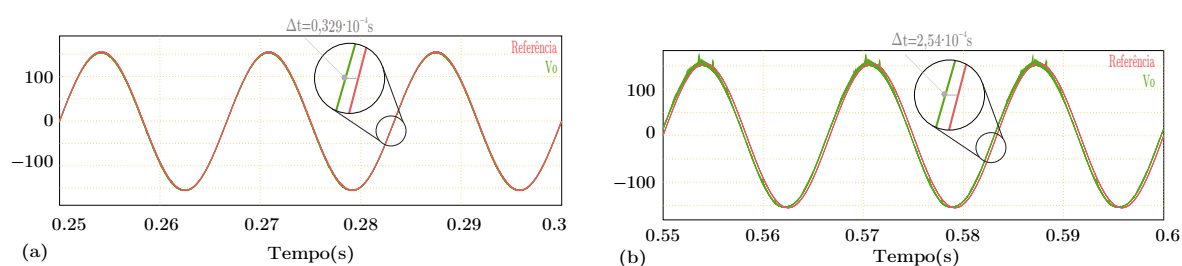 Δt=0,329·10⁻⁴s
Referência
Vo
100
0
−100
0.25 0.26 0.27 0.28 0.29 0.3
(a) Tempo(s)
Δt=2,54·10⁻⁴s
Referência
Vo
100
0
−100
0.55 0.56 0.57 0.58 0.59 0.6
(b) Tempo(s)